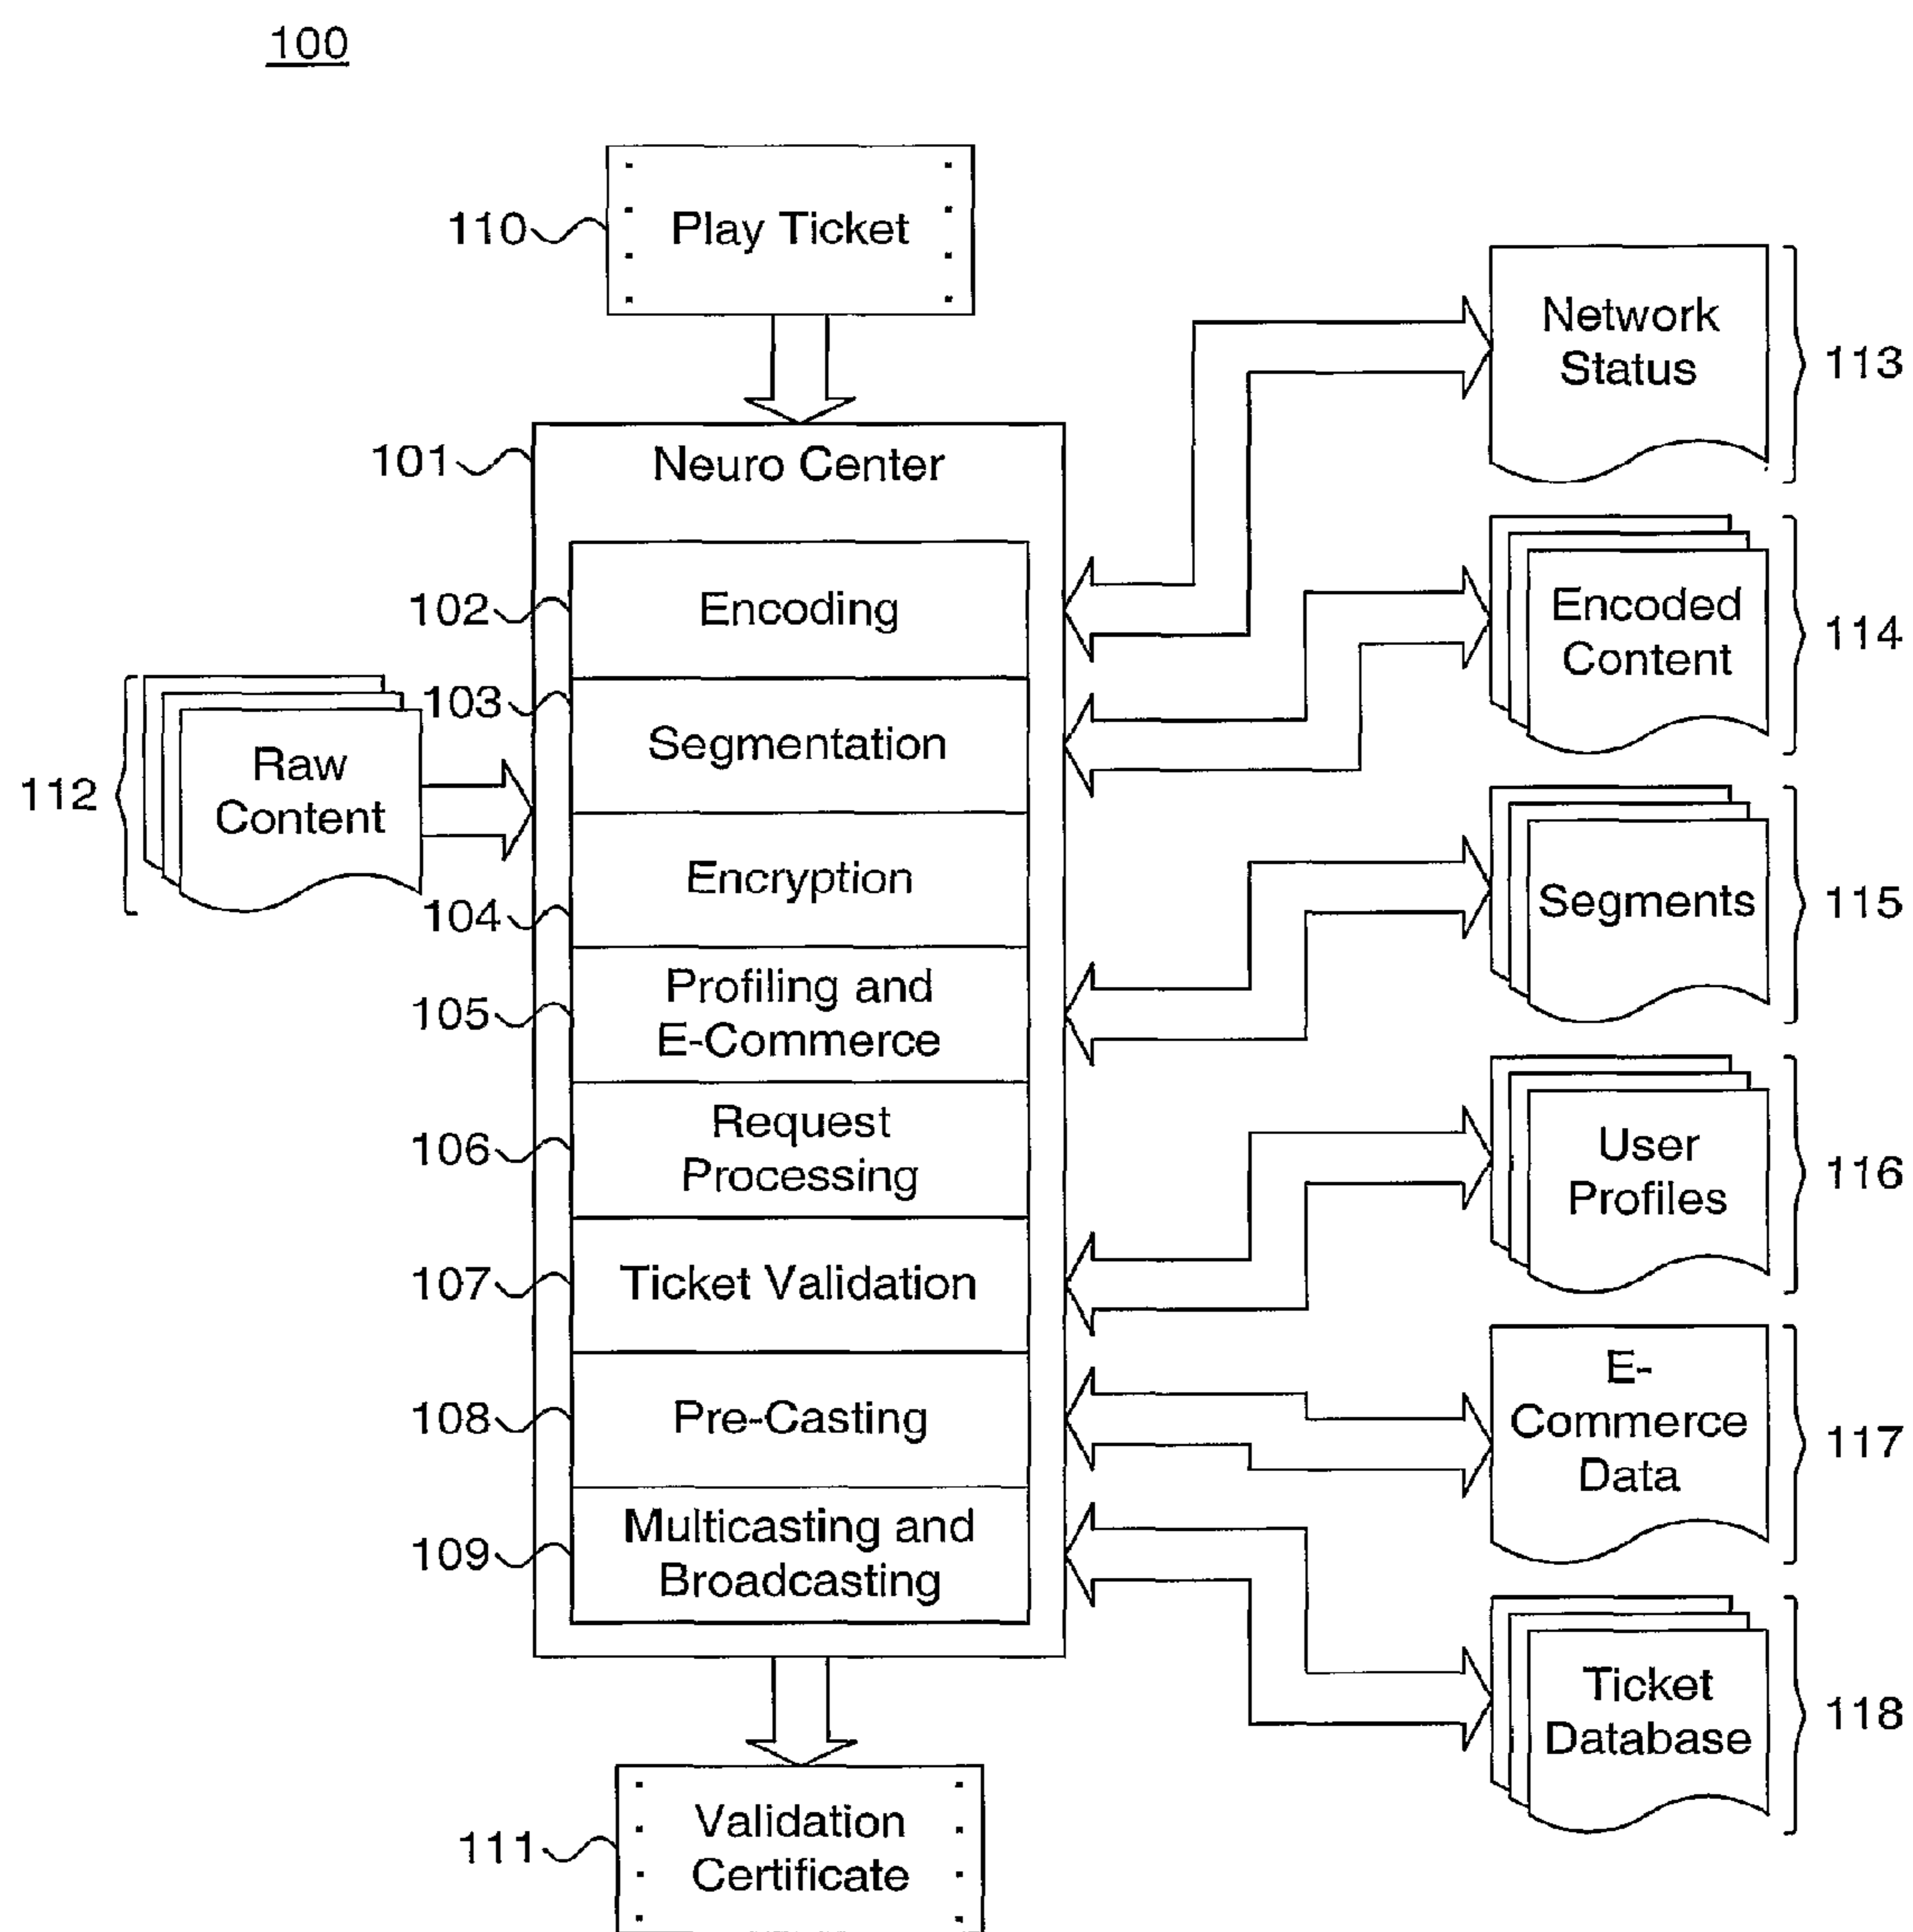 100
110
Play Ticket
101
Neuro Center
102
Encoding
103
Segmentation
112
Raw
Content
104
Encryption
105
Profiling and
E-Commerce
106
Request
Processing
107
Ticket Validation
108
Pre-Casting
109
Multicasting and
Broadcasting
111
Validation
Certificate
Network
Status
113
Encoded
Content
114
Segments
115
User
Profiles
116
E-
Commerce
Data
117
Ticket
Database
118